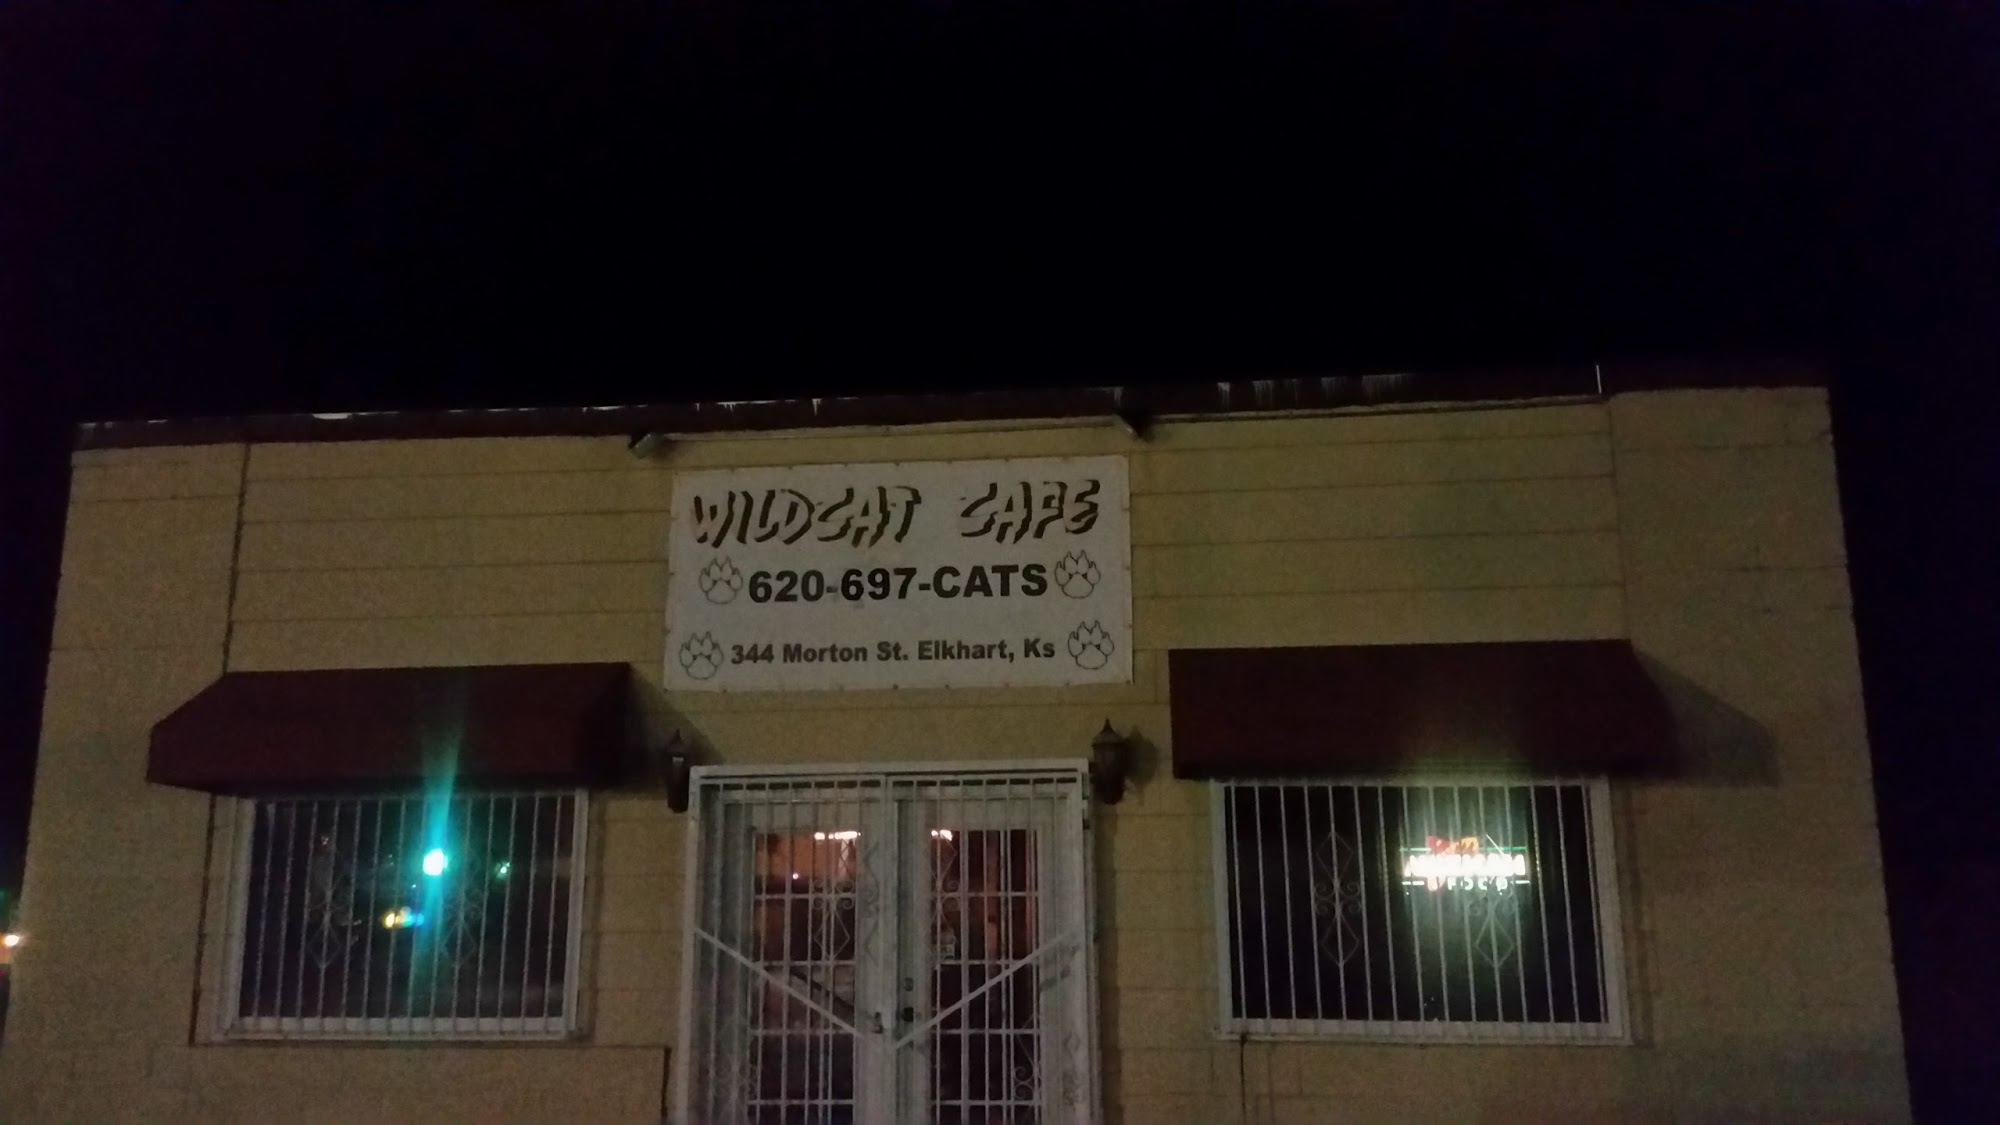 WILDCAT CAFE
620-697-CATS
344 Morton St. Elkhart, Ks